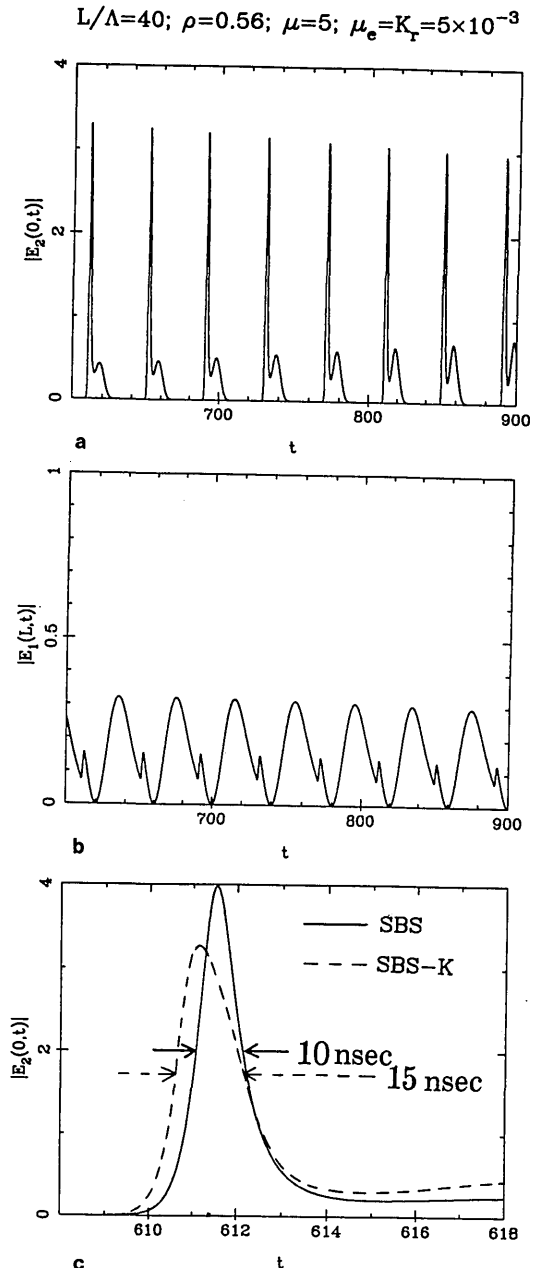 L/Λ=40; ρ=0.56; μ=5; μ_e=K_r=5×10⁻³
4
2
0
|E₂(0,t)|
700
800
900
a
t
1
0.5
0
|E₁(L,t)|
700
800
900
b
t
4
2
0
|E₂(0,t)|
SBS
SBS-K
10 nsec
15 nsec
610
612
614
616
618
c
t